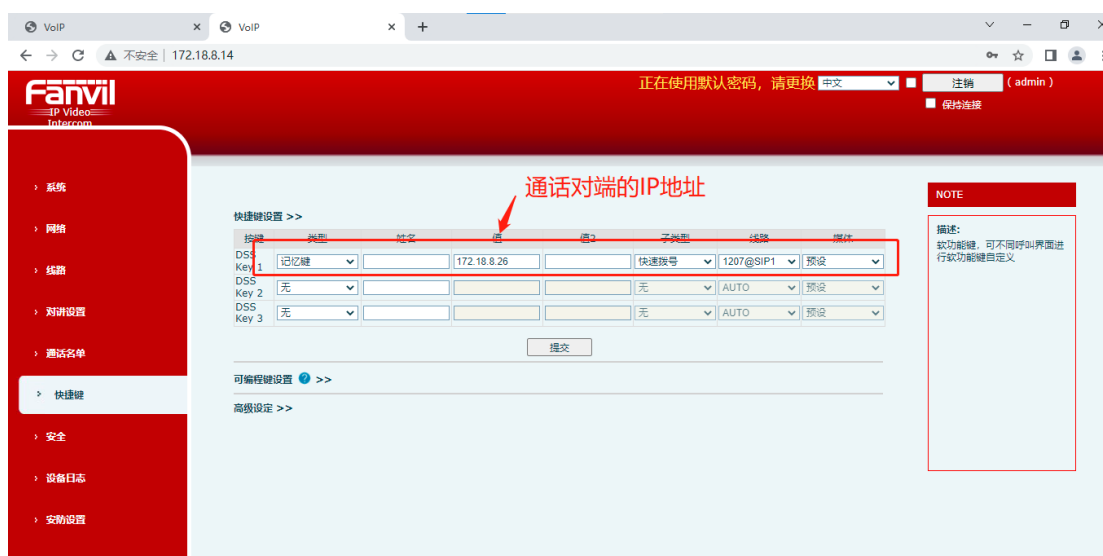 VoIP
VoIP
不安全 | 172.18.8.14
Fanvil
IP Video
Intercom
正在使用默认密码，请更换 中文 注销 ( admin )
保持连接
系统
网络
线路
对讲设置
通话名单
快捷键
安全
设备日志
安防设置
通话对端的IP地址
快捷键设置 >>
按键 类型 姓名 值 值2 子类型 线路 媒体
DSS Key 1 记忆键 172.18.8.26 快速拨号 1207@SIP1 预设
DSS Key 2 无 无 AUTO 预设
DSS Key 3 无 无 AUTO 预设
提交
可编程键设置 ? >>
高级设定 >>
NOTE
描述:
软功能键，可不同呼叫界面进
行软功能键自定义